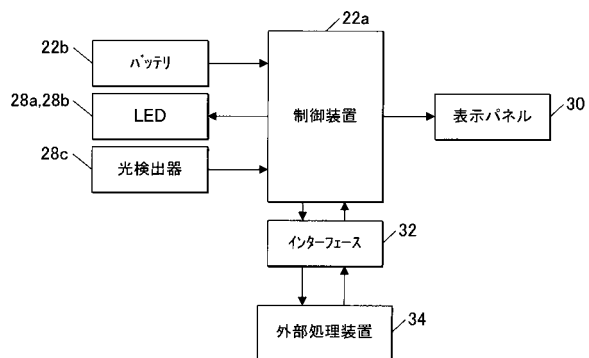 22a
22b
バッテリ
28a,28b
LED
28c
光検出器
制御装置
表示パネル
30
インターフェース
32
外部処理装置
34